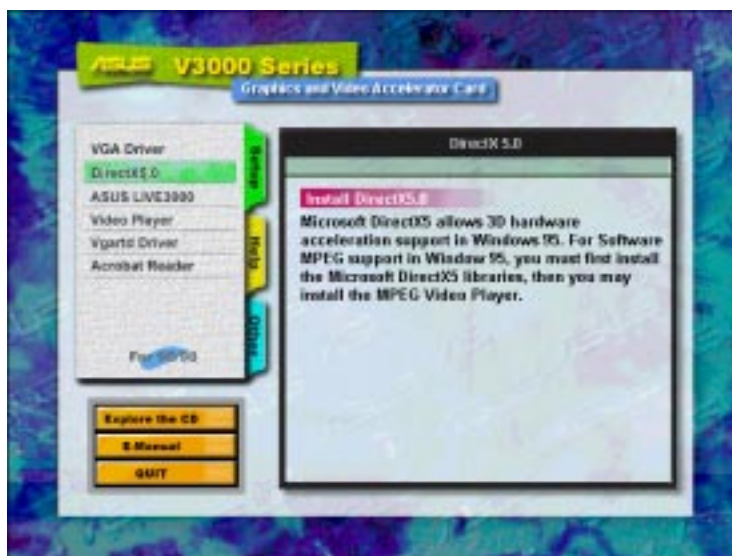 ASUS V3000 Series
Graphics and Video Accelerator Card
VGA Driver
DirectX5.0
ASUS LIVE3000
Video Player
Vgartd Driver
Acrobat Reader
For 95/98
Setup
Help
Other
Explore the CD
E-Manual
QUIT
DirectX 5.0
Install DirectX5.0
Microsoft DirectX5 allows 3D hardware
acceleration support in Windows 95. For Software
MPEG support in Window 95, you must first install
the Microsoft DirectX5 libraries, then you may
install the MPEG Video Player.